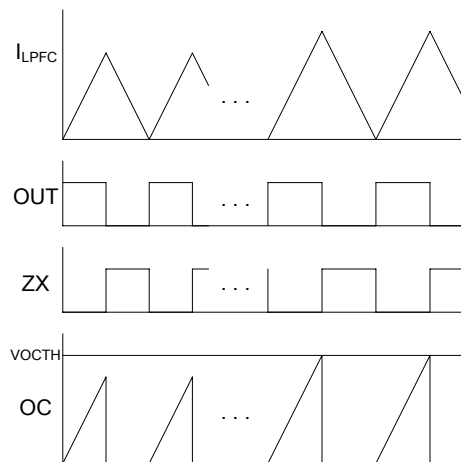 ILPFC
. . .
OUT
. . .
ZX
. . .
VOCTH
OC
. . .